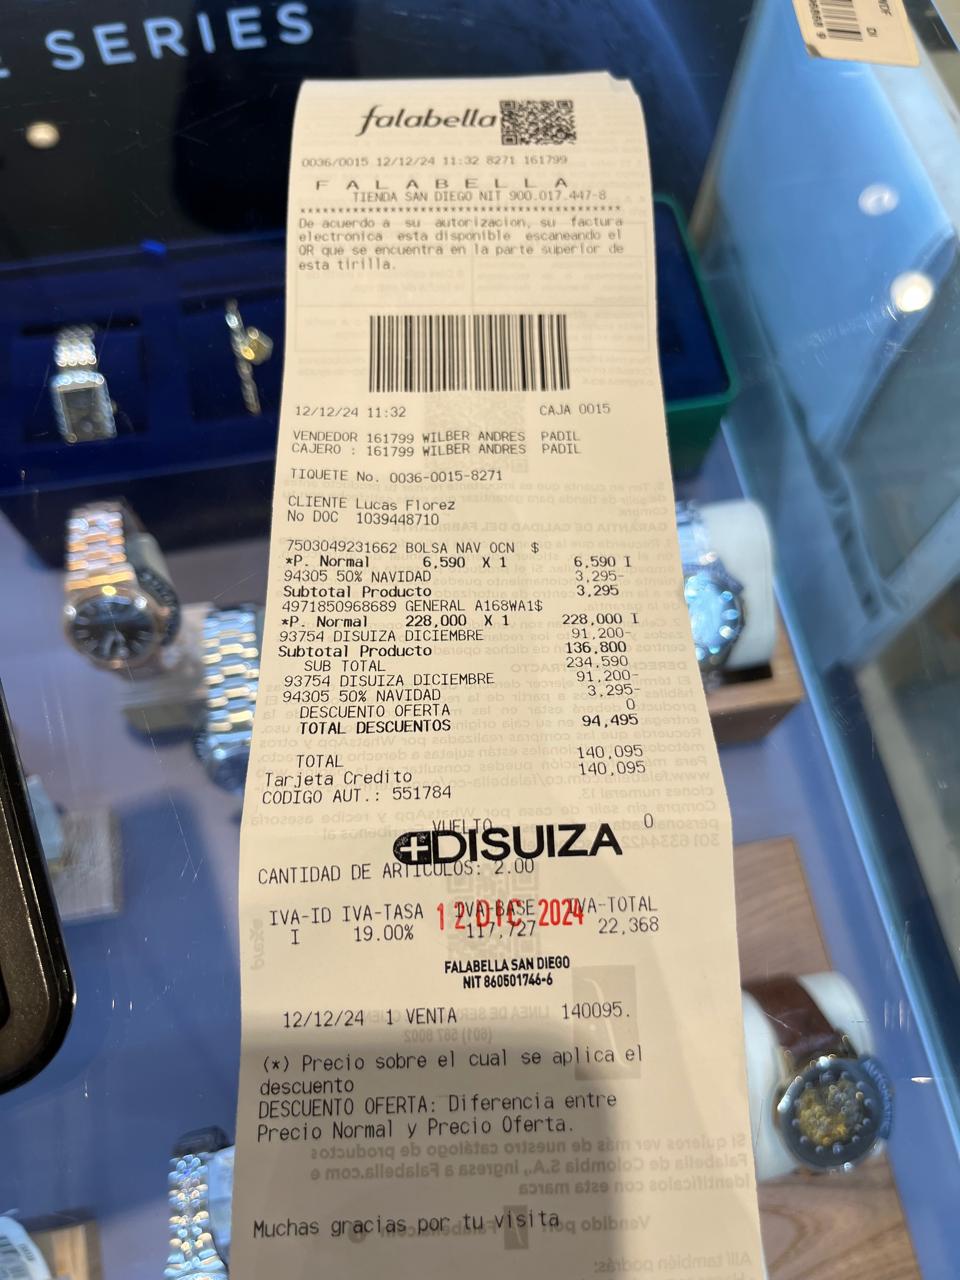 SERIES
falabella
0036/0015 12/12/24 11:32 8271 161799
F A L A B E L L A
TIENDA SAN DIEGO NIT 900.017.447-8
De acuerdo a su autorizacion, su factura
electronica esta disponible escaneando el
QR que se encuentra en la parte superior de
esta tirilla.
12/12/24 11:32 CAJA 0015
VENDEDOR 161799 WILBER ANDRES PADIL
CAJERO : 161799 WILBER ANDRES PADIL
TIQUETE No. 0036-0015-8271
CLIENTE Lucas Florez
No DOC 1039448710
7503049231662 BOLSA NAV OCN $
*P. Normal 6,590 X 1 6,590 I
94305 50% NAVIDAD 3,295-
Subtotal Producto 3,295
4971850968689 GENERAL A168WA1$
*P. Normal 228,000 X 1 228,000 I
93754 DISUIZA DICIEMBRE 91,200-
Subtotal Producto 136,800
SUB TOTAL 234,590
93754 DISUIZA DICIEMBRE 91,200-
94305 50% NAVIDAD 3,295-
DESCUENTO OFERTA 0
TOTAL DESCUENTOS 94,495
TOTAL 140,095
Tarjeta Credito 140,095
CODIGO AUT.: 551784
VUELTO 0
DISUIZA
CANTIDAD DE ARTICULOS: 2.00
IVA-ID IVA-TASA IVA-BASE IVA-TOTAL
12 DIC 2024
I 19.00% 117,727 22,368
FALABELLA SAN DIEGO
NIT 860501746-6
12/12/24 1 VENTA 140095.
(*) Precio sobre el cual se aplica el
descuento
DESCUENTO OFERTA: Diferencia entre
Precio Normal y Precio Oferta.
Muchas gracias por tu visita